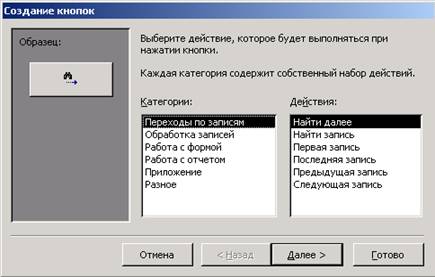 Создание кнопок
Образец:
Выберите действие, которое будет выполняться при
нажатии кнопки.
Каждая категория содержит собственный набор действий.
Категории:
Переходы по записям
Обработка записей
Работа с формой
Работа с отчетом
Приложение
Разное
Действия:
Найти далее
Найти запись
Первая запись
Последняя запись
Предыдущая запись
Следующая запись
Отмена
< Назад
Далее >
Готово